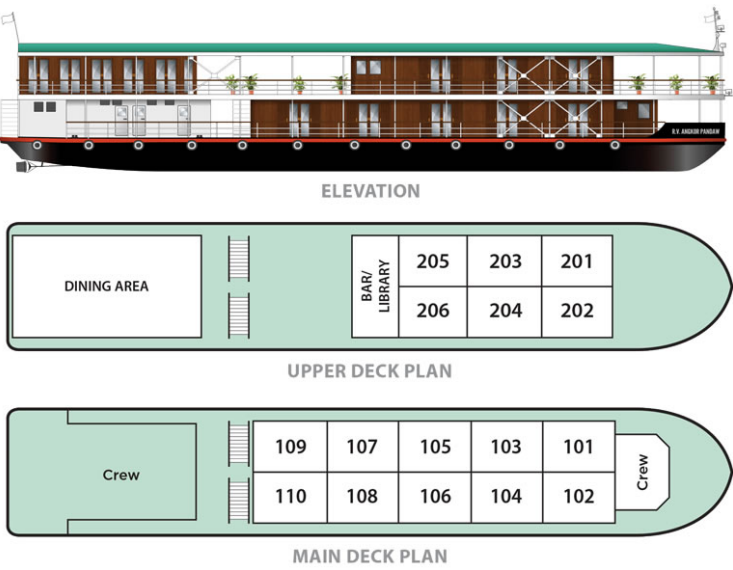 R.V. ANGKOR PANDAW
ELEVATION
DINING AREA
BAR/
LIBRARY
205 203 201
206 204 202
UPPER DECK PLAN
Crew
109 107 105 103 101
110 108 106 104 102
Crew
MAIN DECK PLAN